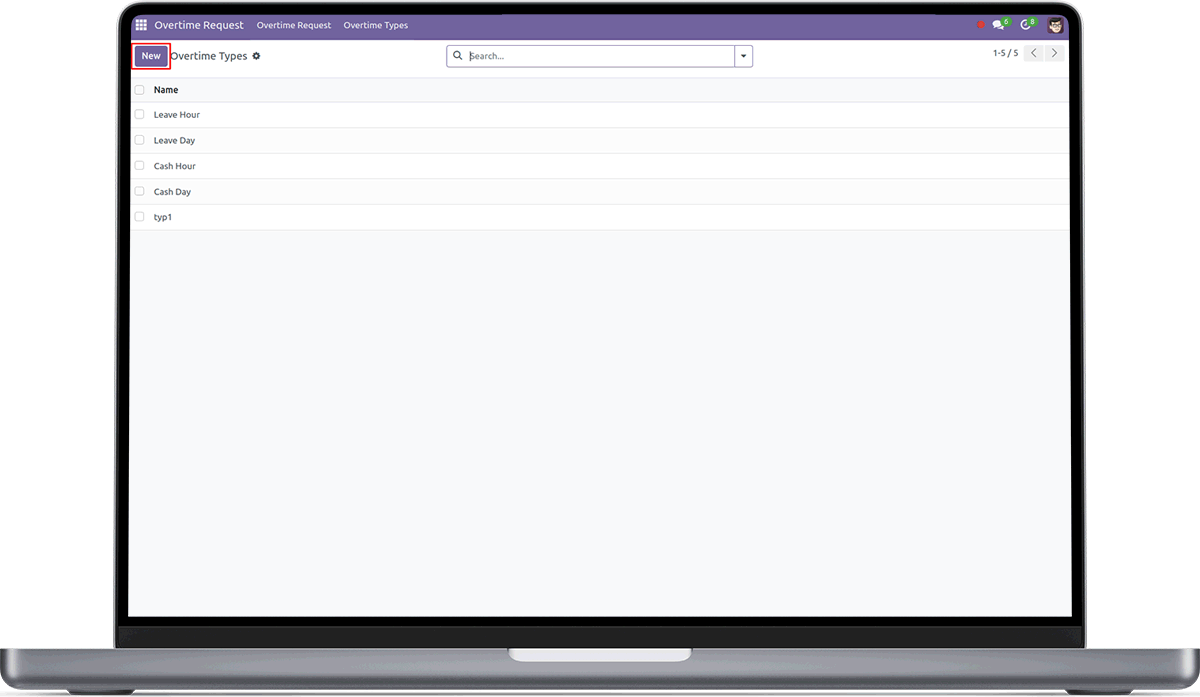 Overtime Request Overtime Request Overtime Types 6 8
New Overtime Types Search... 1-5 / 5
Name
Leave Hour
Leave Day
Cash Hour
Cash Day
typ1